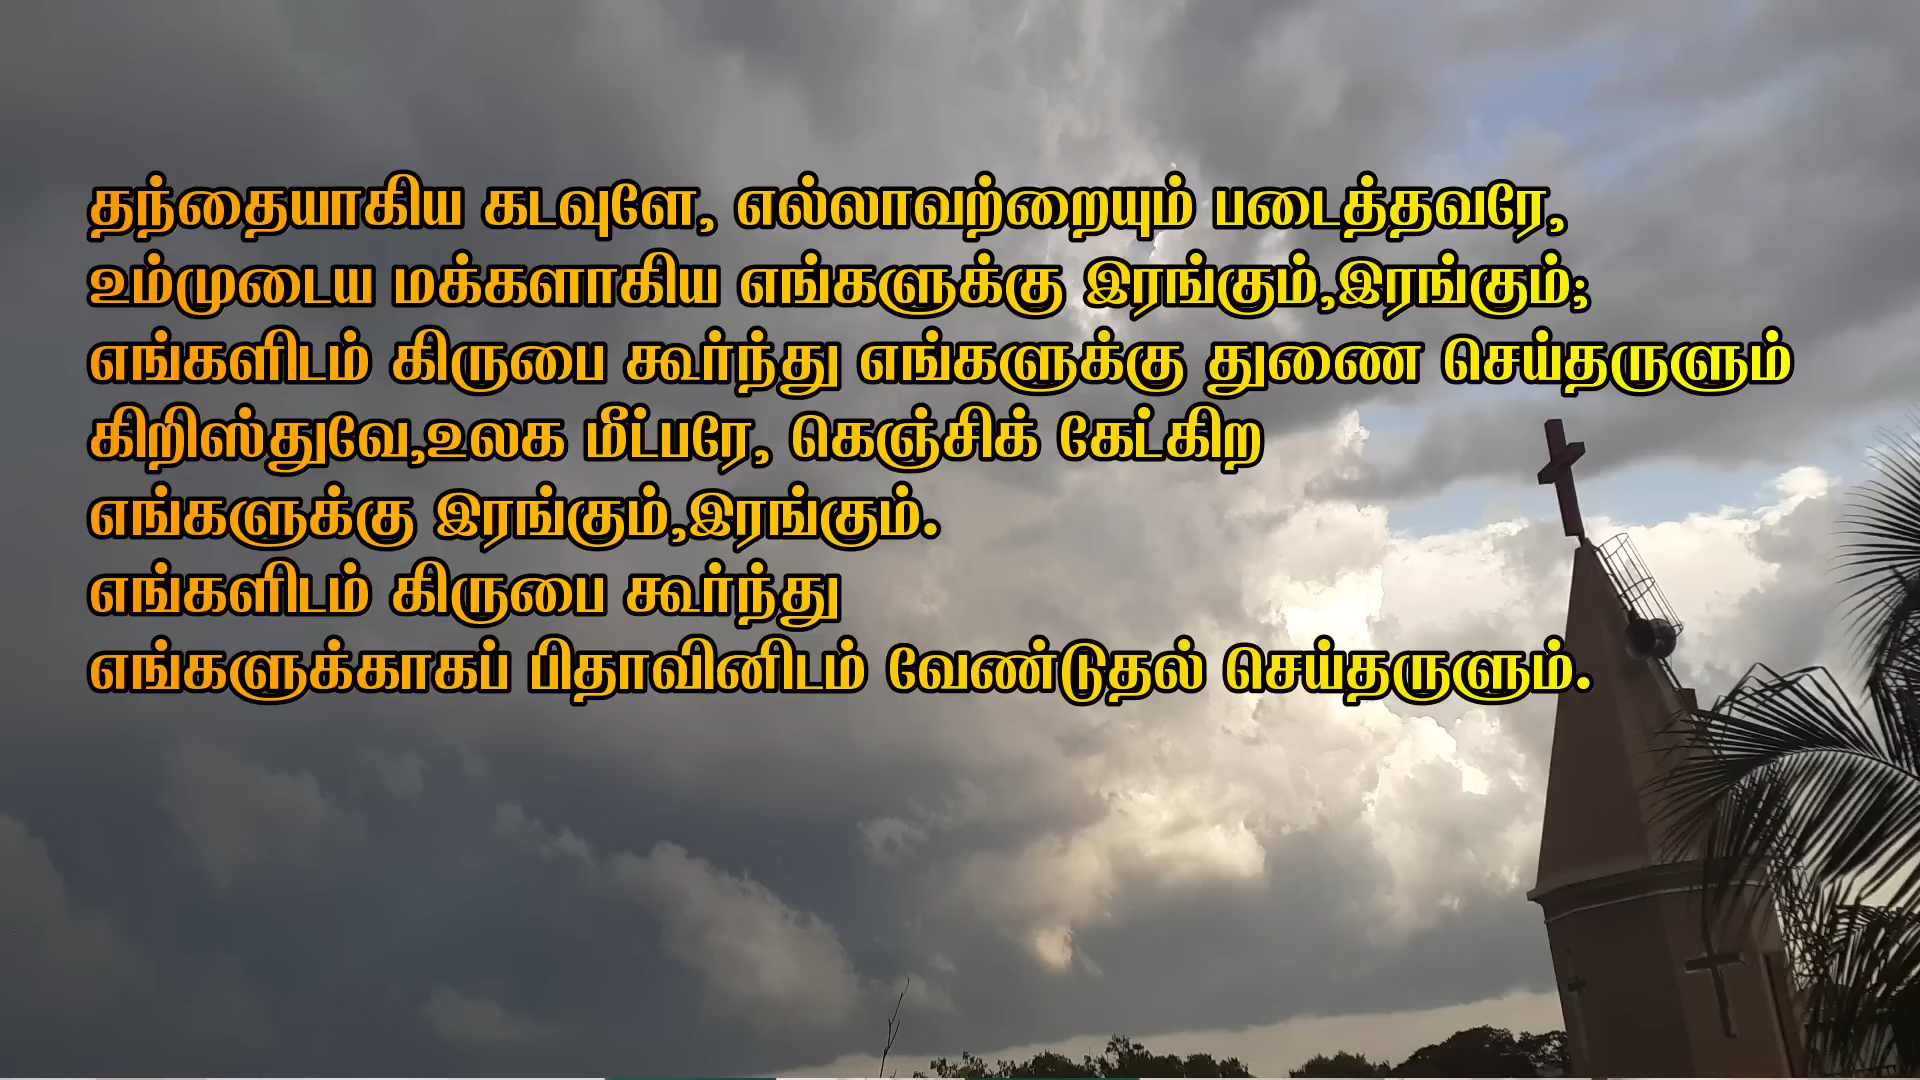 தந்தையாகிய கடவுளே, எல்லாவற்றையும் படைத்தவரே,
உம்முடைய மக்களாகிய எங்களுக்கு இரங்கும்,இரங்கும்;
எங்களிடம் கிருபை கூர்ந்து எங்களுக்கு துணை செய்தருளும்
கிறிஸ்துவே,உலக மீட்பரே, கெஞ்சிக் கேட்கிற
எங்களுக்கு இரங்கும்,இரங்கும்.
எங்களிடம் கிருபை கூர்ந்து
எங்களுக்காகப் பிதாவினிடம் வேண்டுதல் செய்தருளும்.